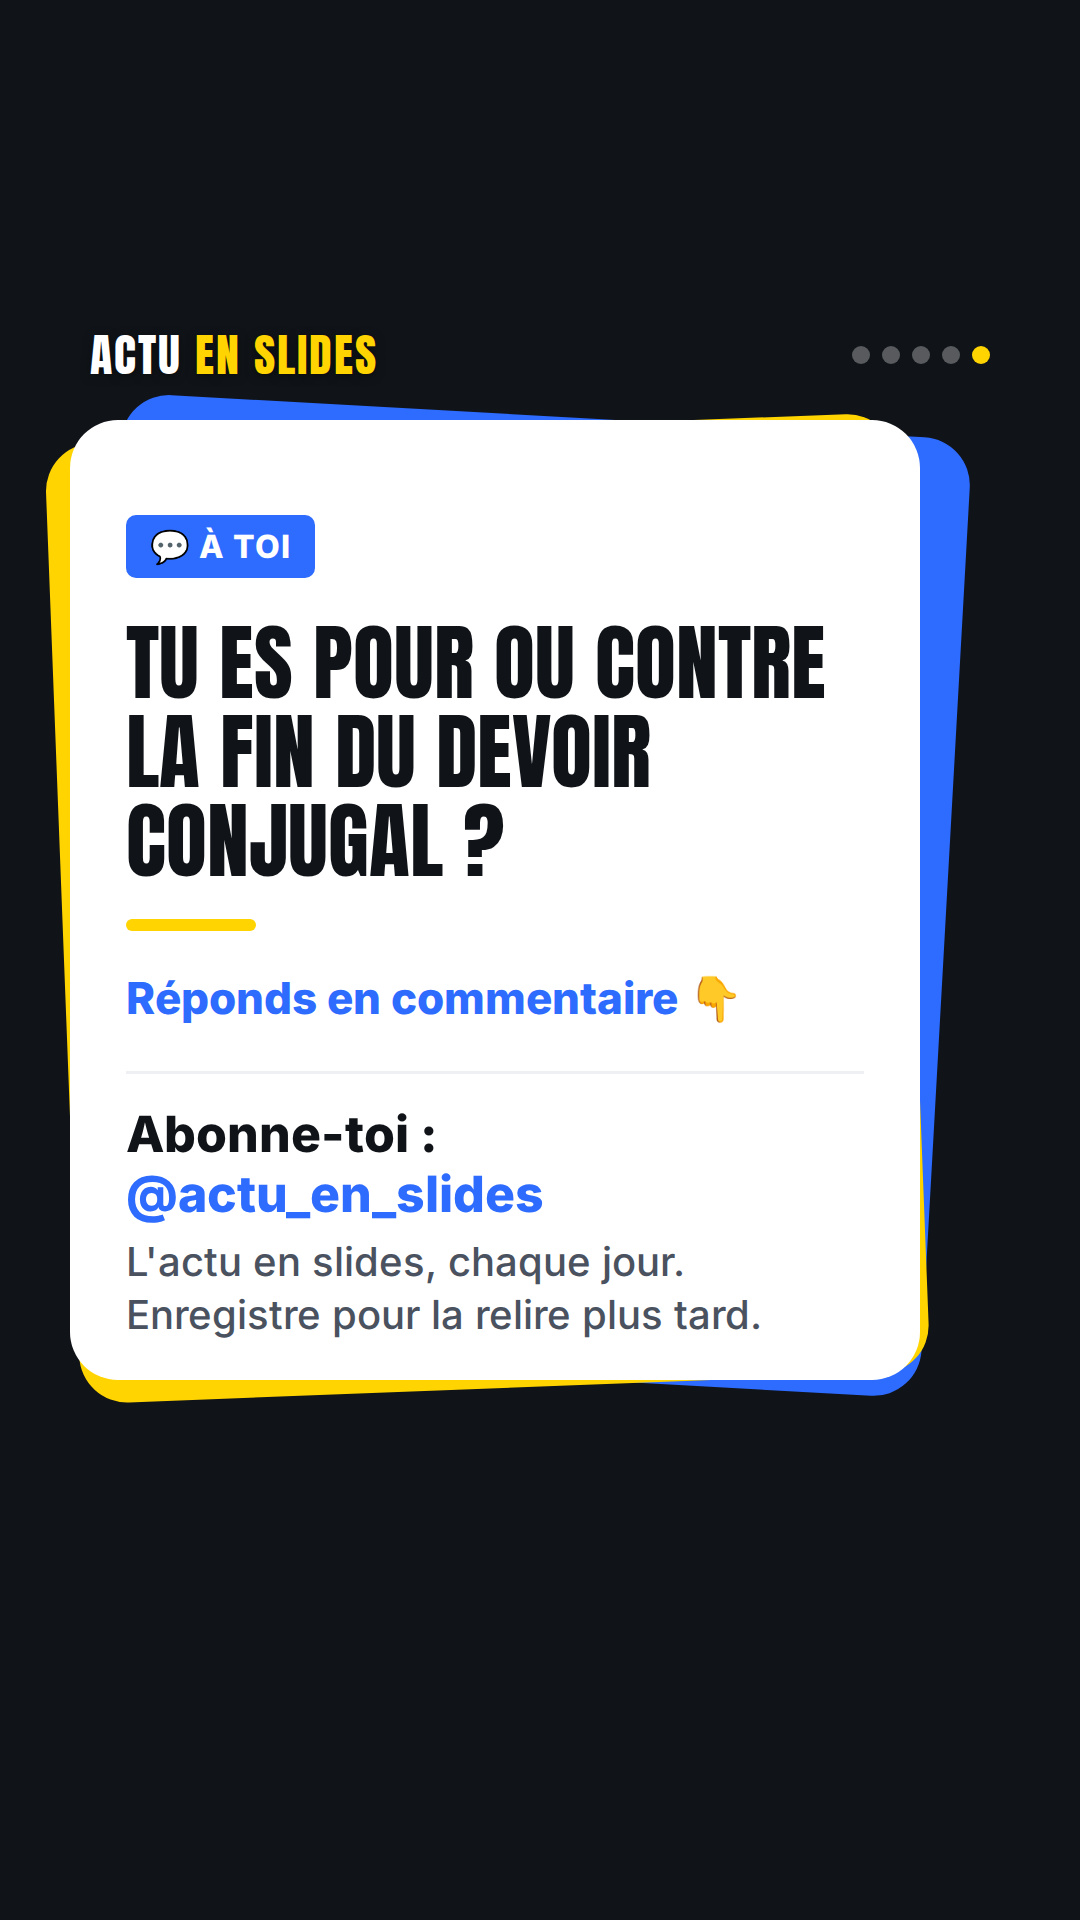 ACTU EN SLIDES
💬 À TOI
TU ES POUR OU CONTRE
LA FIN DU DEVOIR
CONJUGAL ?
Réponds en commentaire 👇
Abonne-toi :
@actu_en_slides
L'actu en slides, chaque jour.
Enregistre pour la relire plus tard.